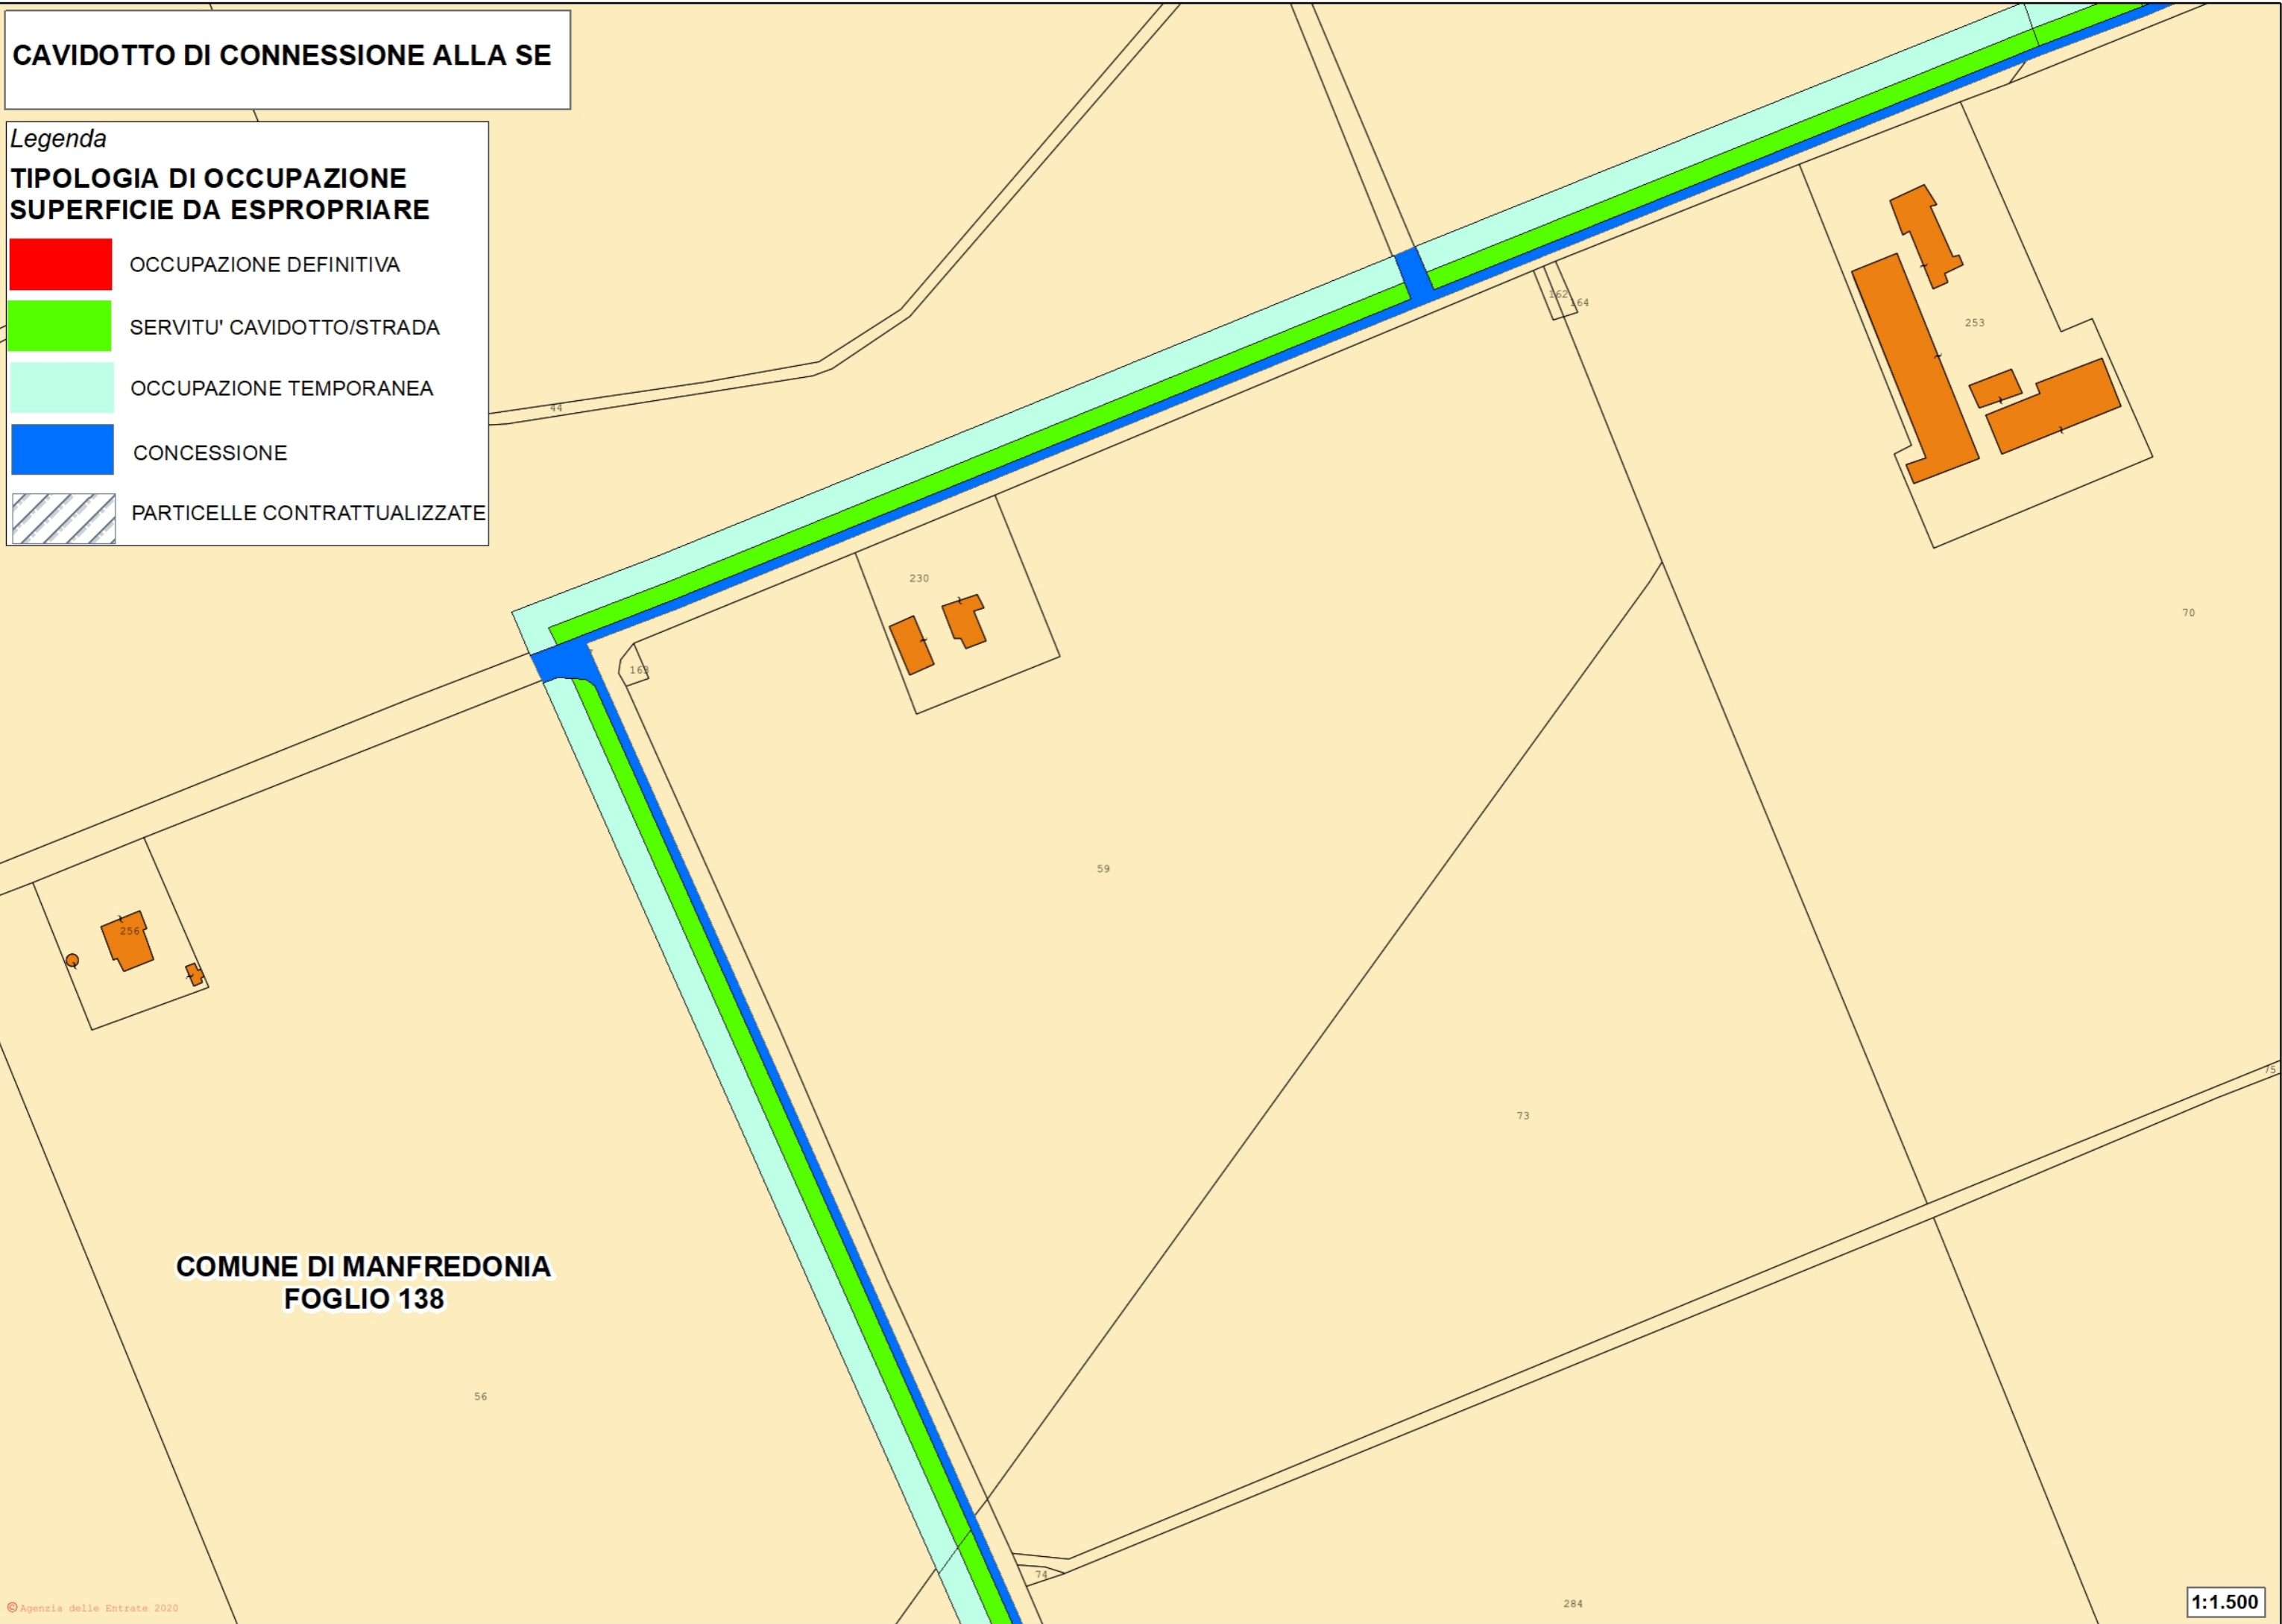 CAVIDOTTO DI CONNESSIONE ALLA SE
Legenda
TIPOLOGIA DI OCCUPAZIONE
SUPERFICIE DA ESPROPRIARE
OCCUPAZIONE DEFINITIVA
SERVITU' CAVIDOTTO/STRADA
OCCUPAZIONE TEMPORANEA
CONCESSIONE
PARTICELLE CONTRATTUALIZZATE
162
164
253
44
230
70
163
59
256
75
73
COMUNE DI MANFREDONIA
FOGLIO 138
56
74
284
© Agenzia delle Entrate 2020
1:1.500